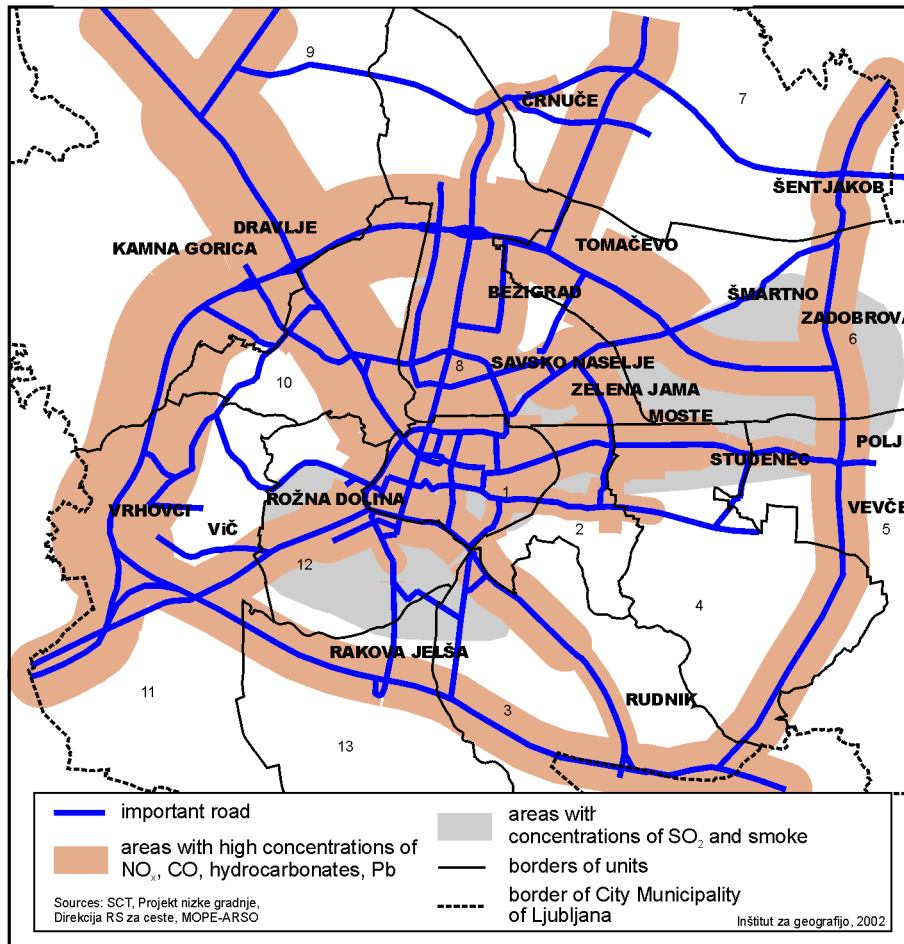 9
7
ČRNUČE
ŠENTJAKOB
DRAVLJE
KAMNA GORICA
TOMAČEVO
BEŽIGRAD
ŠMARTNO
ZADOBROVA
6
8
SAVSKO NASELJE
10
ZELENA JAMA
MOSTE
POLJE
STUDENEC
ROŽNA DOLINA
1
VRHOVCI
VEVČE
VIČ
2
5
12
4
RAKOVA JELŠA
11
RUDNIK
3
13
important road
areas with high concentrations of
NOx, CO, hydrocarbonates, Pb
Sources: SCT, Projekt nizke gradnje,
Direkcija RS za ceste, MOPE-ARSO
areas with
concentrations of SO2 and smoke
borders of units
border of City Municipality
of Ljubljana
Inštitut za geografijo, 2002